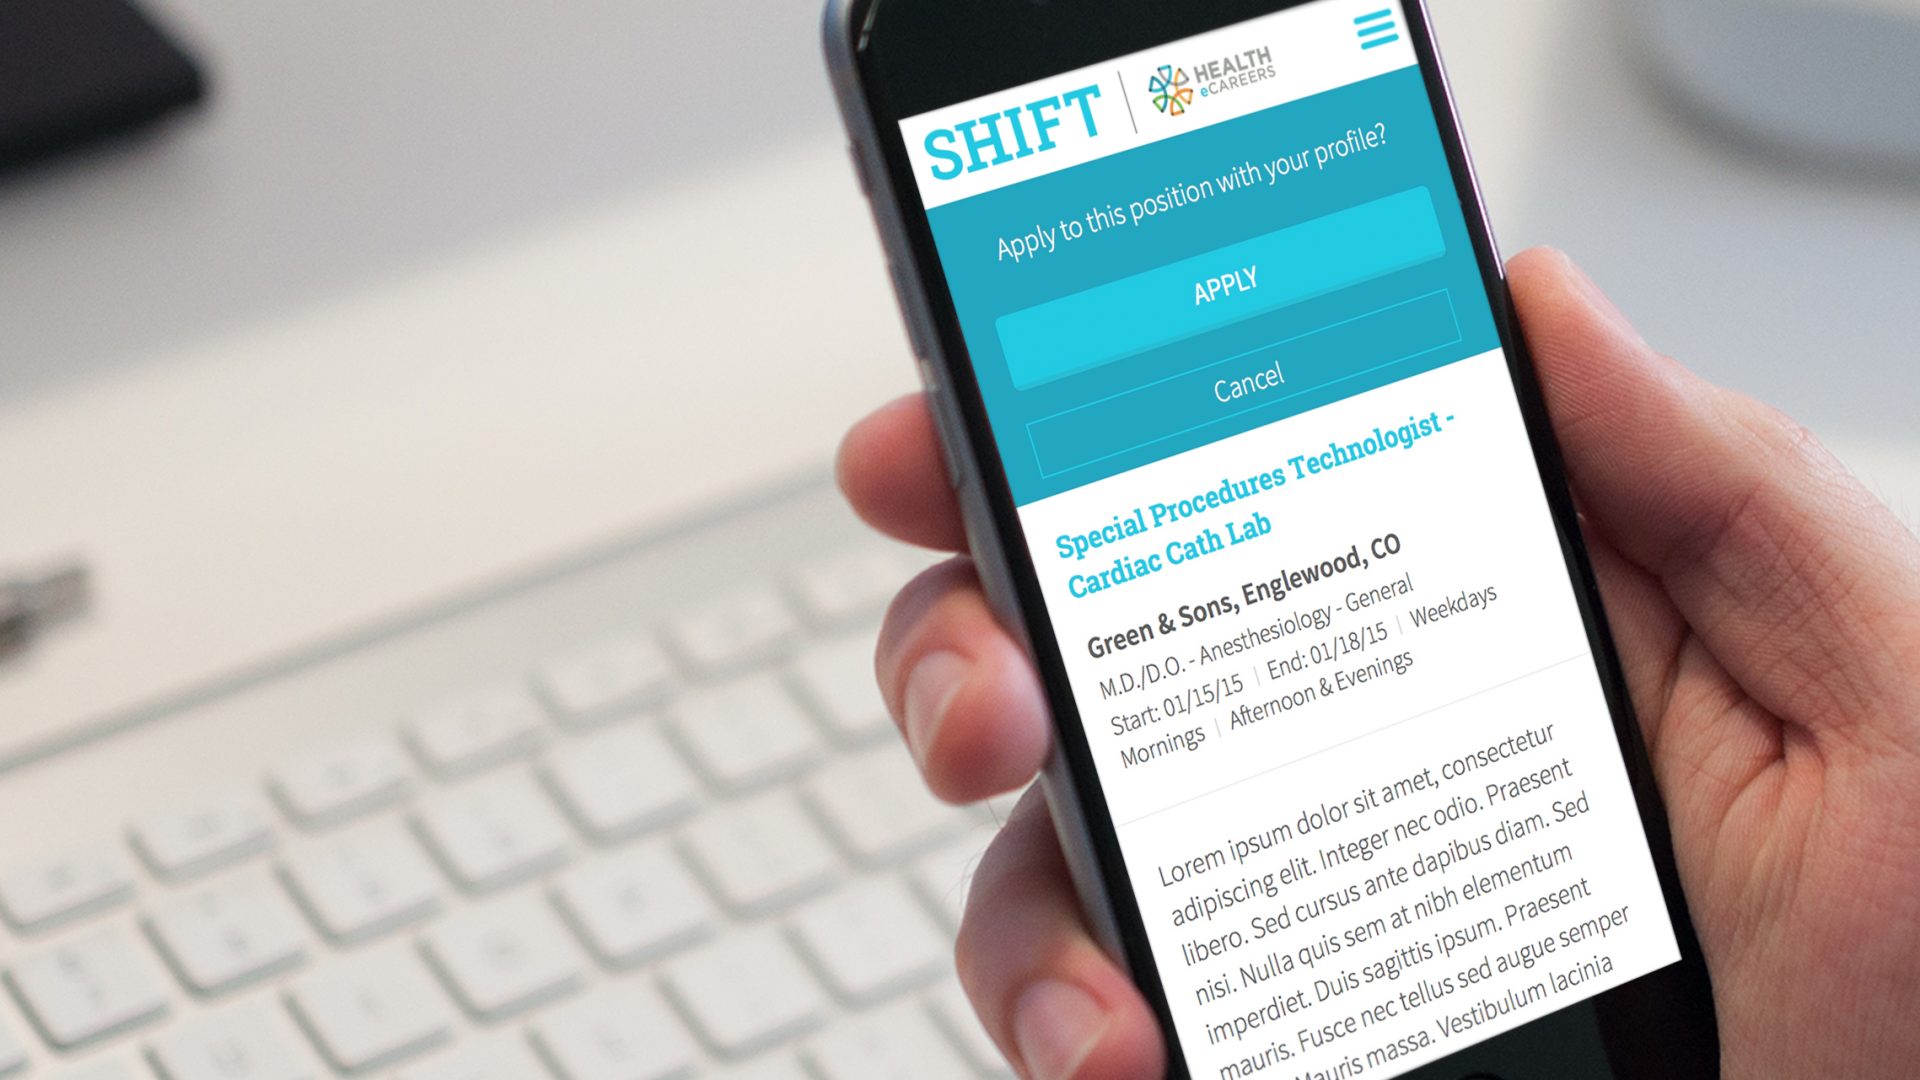 SHIFT
HEALTH
eCAREERS
Apply to this position with your profile?
APPLY
Cancel
Special Procedures Technologist -
Cardiac Cath Lab
Green & Sons, Englewood, CO
M.D./D.O. - Anesthesiology - General
Start: 01/15/15 | End: 01/18/15 | Weekdays
Mornings | Afternoon & Evenings
Lorem ipsum dolor sit amet, consectetur
adipiscing elit. Integer nec odio. Praesent
libero. Sed cursus ante dapibus diam. Sed
nisi. Nulla quis sem at nibh elementum
imperdiet. Duis sagittis ipsum. Praesent
mauris. Fusce nec tellus sed augue semper
Mauris massa. Vestibulum lacinia